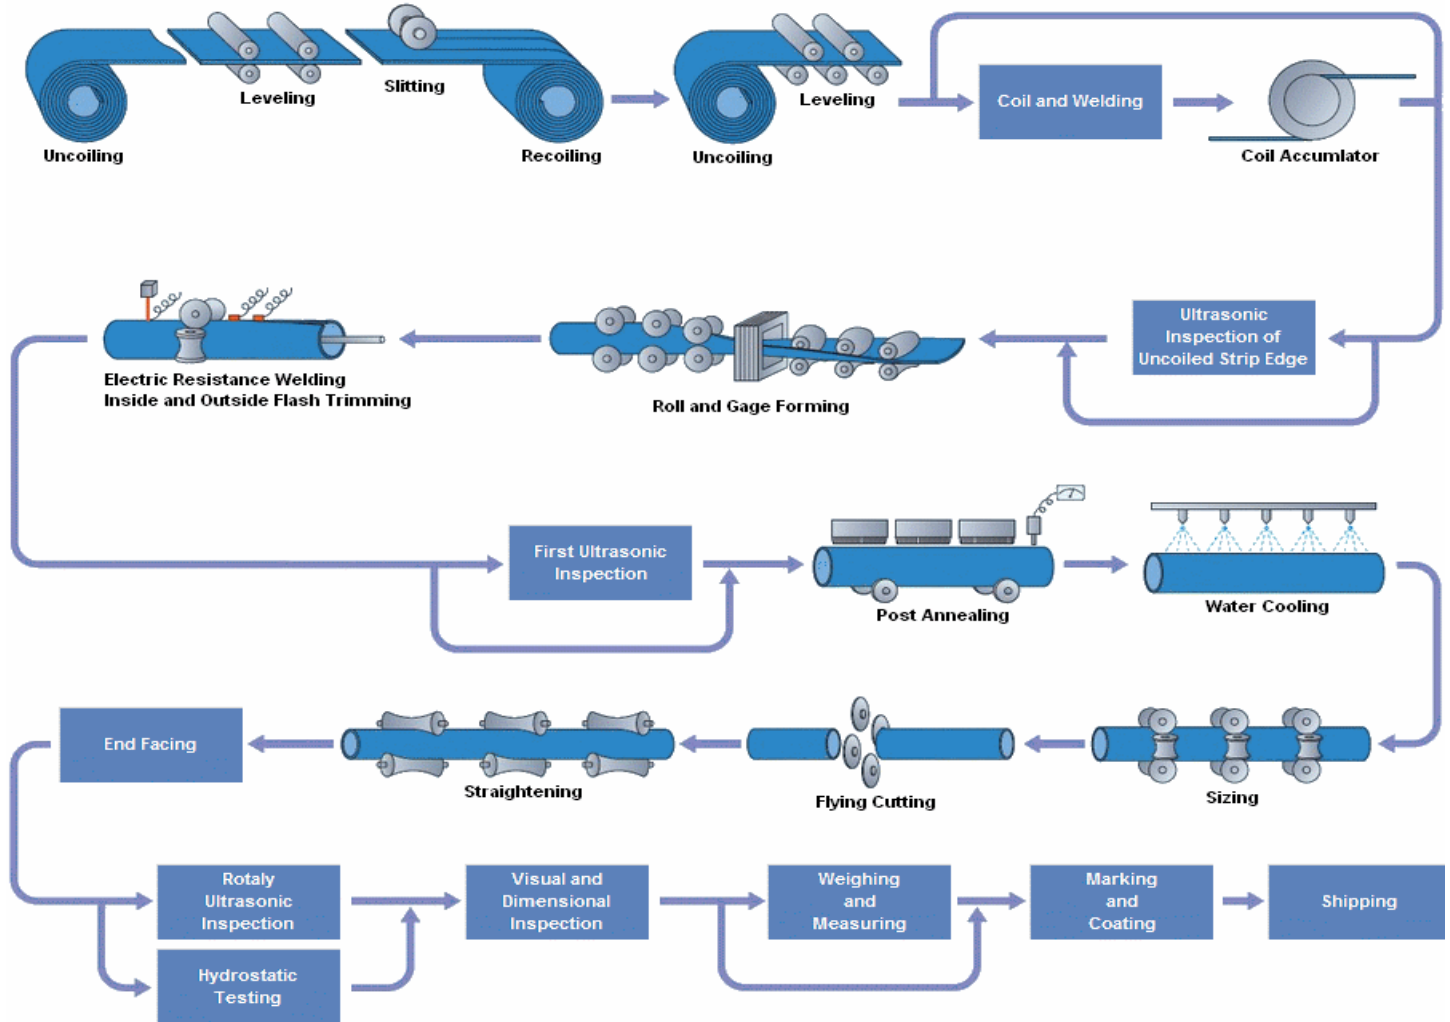 Uncoiling
Leveling
Slitting
Recoiling
Uncoiling
Leveling
Coil and Welding
Coil Accumlator
Ultrasonic
Inspection of
Uncoiled Strip Edge
Roll and Gage Forming
Electric Resistance Welding
Inside and Outside Flash Trimming
First Ultrasonic
Inspection
Post Annealing
Water Cooling
Sizing
Flying Cutting
Straightening
End Facing
Rotaly
Ultrasonic
Inspection
Hydrostatic
Testing
Visual and
Dimensional
Inspection
Weighing
and
Measuring
Marking
and
Coating
Shipping